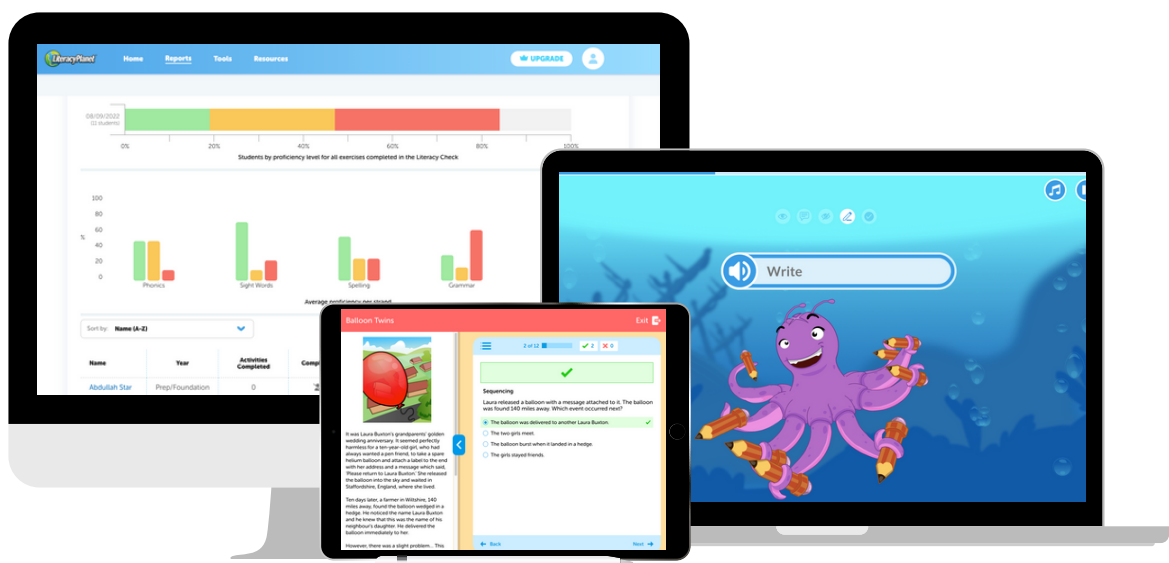 LiteracyPlanet
Home
Reports
Tools
Resources
UPGRADE
08/09/2022
(11 students)
0%
20%
40%
60%
80%
100%
Students by proficiency level for all exercises completed in the Literacy Check
100
80
60
40
20
0
%
Phonics
Sight Words
Spelling
Grammar
Average proficiency per strand
Sort by: Name (A-Z)
Name
Year
Activities
Completed
Abdullah Star
Prep/Foundation
0
Balloon Twins
Exit
It was Laura Buxton's grandparents' golden
wedding anniversary. It seemed perfectly
harmless for a ten-year-old girl, who had
always wanted a pen friend, to take a spare
helium balloon and attach a label to the end
with her address and a message which said,
'Please return to Laura Buxton.' She released
the balloon into the sky and waited in
Staffordshire, England, where she lived.
Ten days later, a farmer in Wiltshire, 140
miles away, found the balloon wedged in a
hedge. He noticed the name Laura Buxton
and he knew that this was the name of his
neighbour's daughter. He delivered the
balloon immediately to her.
However, there was a slight problem... This
2 of 12
2
0
Sequencing
Laura released a balloon with a message attached to it. The balloon
was found 140 miles away. Which event occurred next?
The balloon was delivered to another Laura Buxton.
The two girls meet.
The balloon burst when it landed in a hedge.
The girls stayed friends.
Back
Next
Write